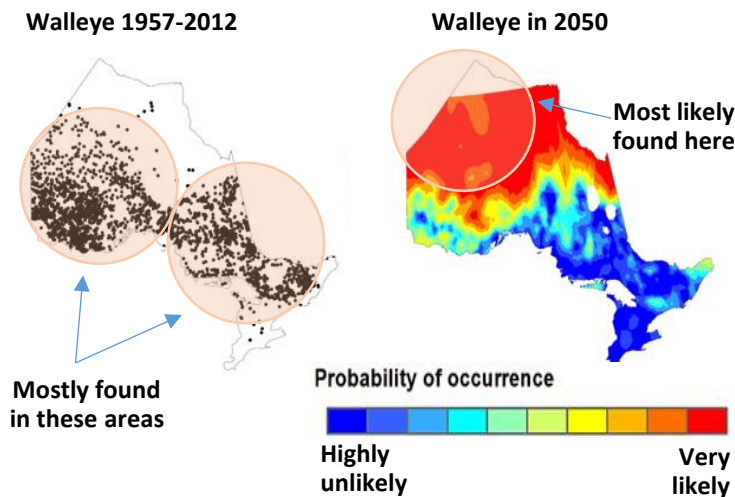 Walleye 1957-2012
Walleye in 2050
Most likely
found here
Mostly found
in these areas
Probability of occurrence
Highly
unlikely
Very
likely